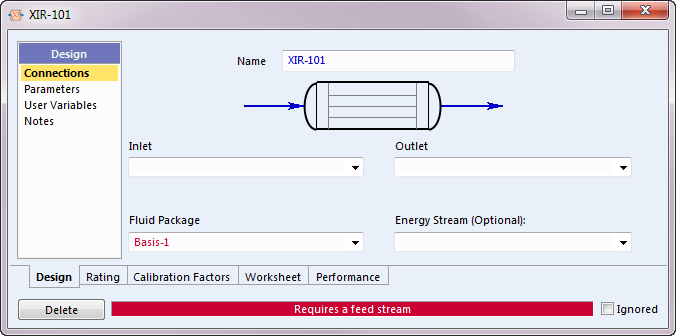 XIR-101
Design
Connections
Parameters
User Variables
Notes
Name XIR-101
Inlet Outlet
Fluid Package Energy Stream (Optional):
Basis-1
Design Rating Calibration Factors Worksheet Performance
Delete Requires a feed stream Ignored